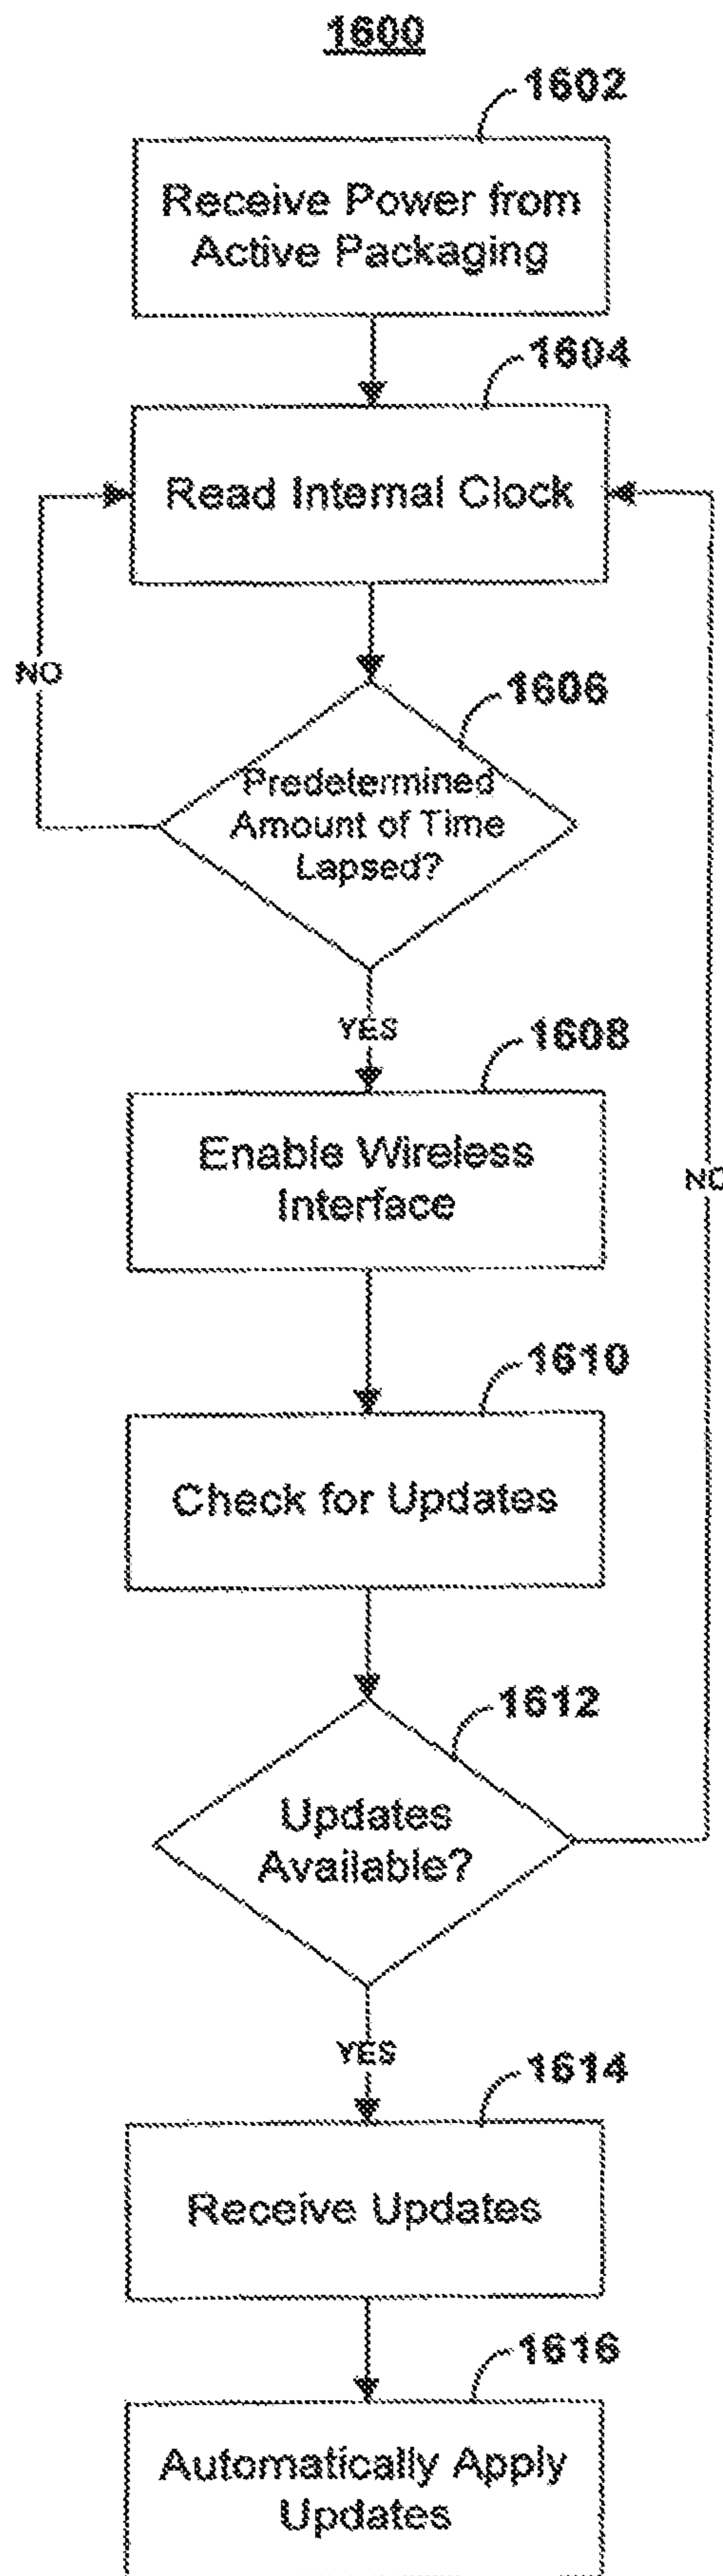 1600
1602
Receive Power from
Active Packaging
1604
Read Internal Clock
NO
1606
Predetermined
Amount of Time
Lapsed?
YES
1608
Enable Wireless
Interface
NO
1610
Check for Updates
1612
Updates
Available?
YES
1614
Receive Updates
1616
Automatically Apply
Updates